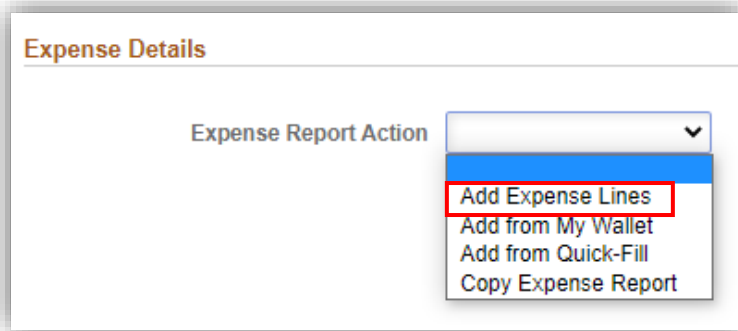 Expense Details
Expense Report Action
Add Expense Lines
Add from My Wallet
Add from Quick-Fill
Copy Expense Report